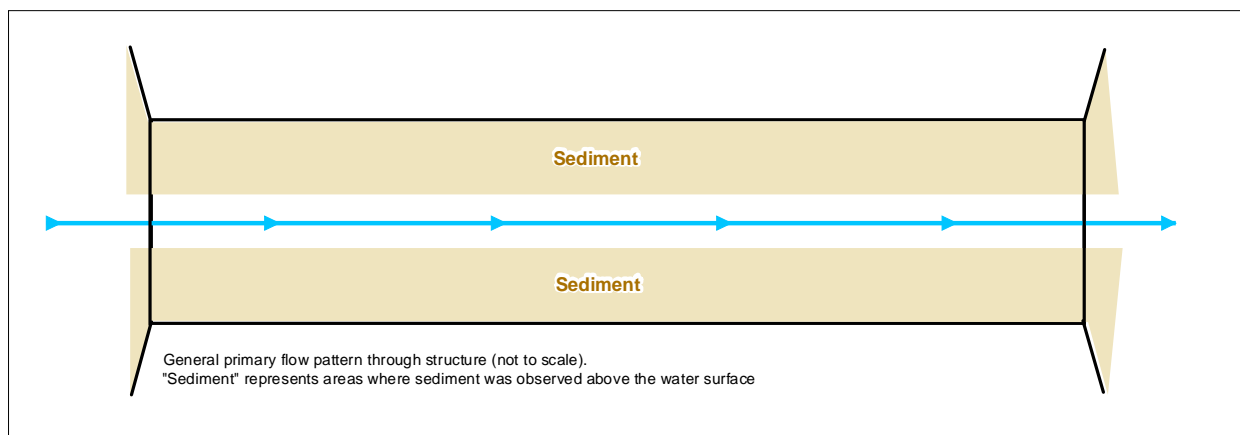 Sediment
Sediment
General primary flow pattern through structure (not to scale).
"Sediment" represents areas where sediment was observed above the water surface